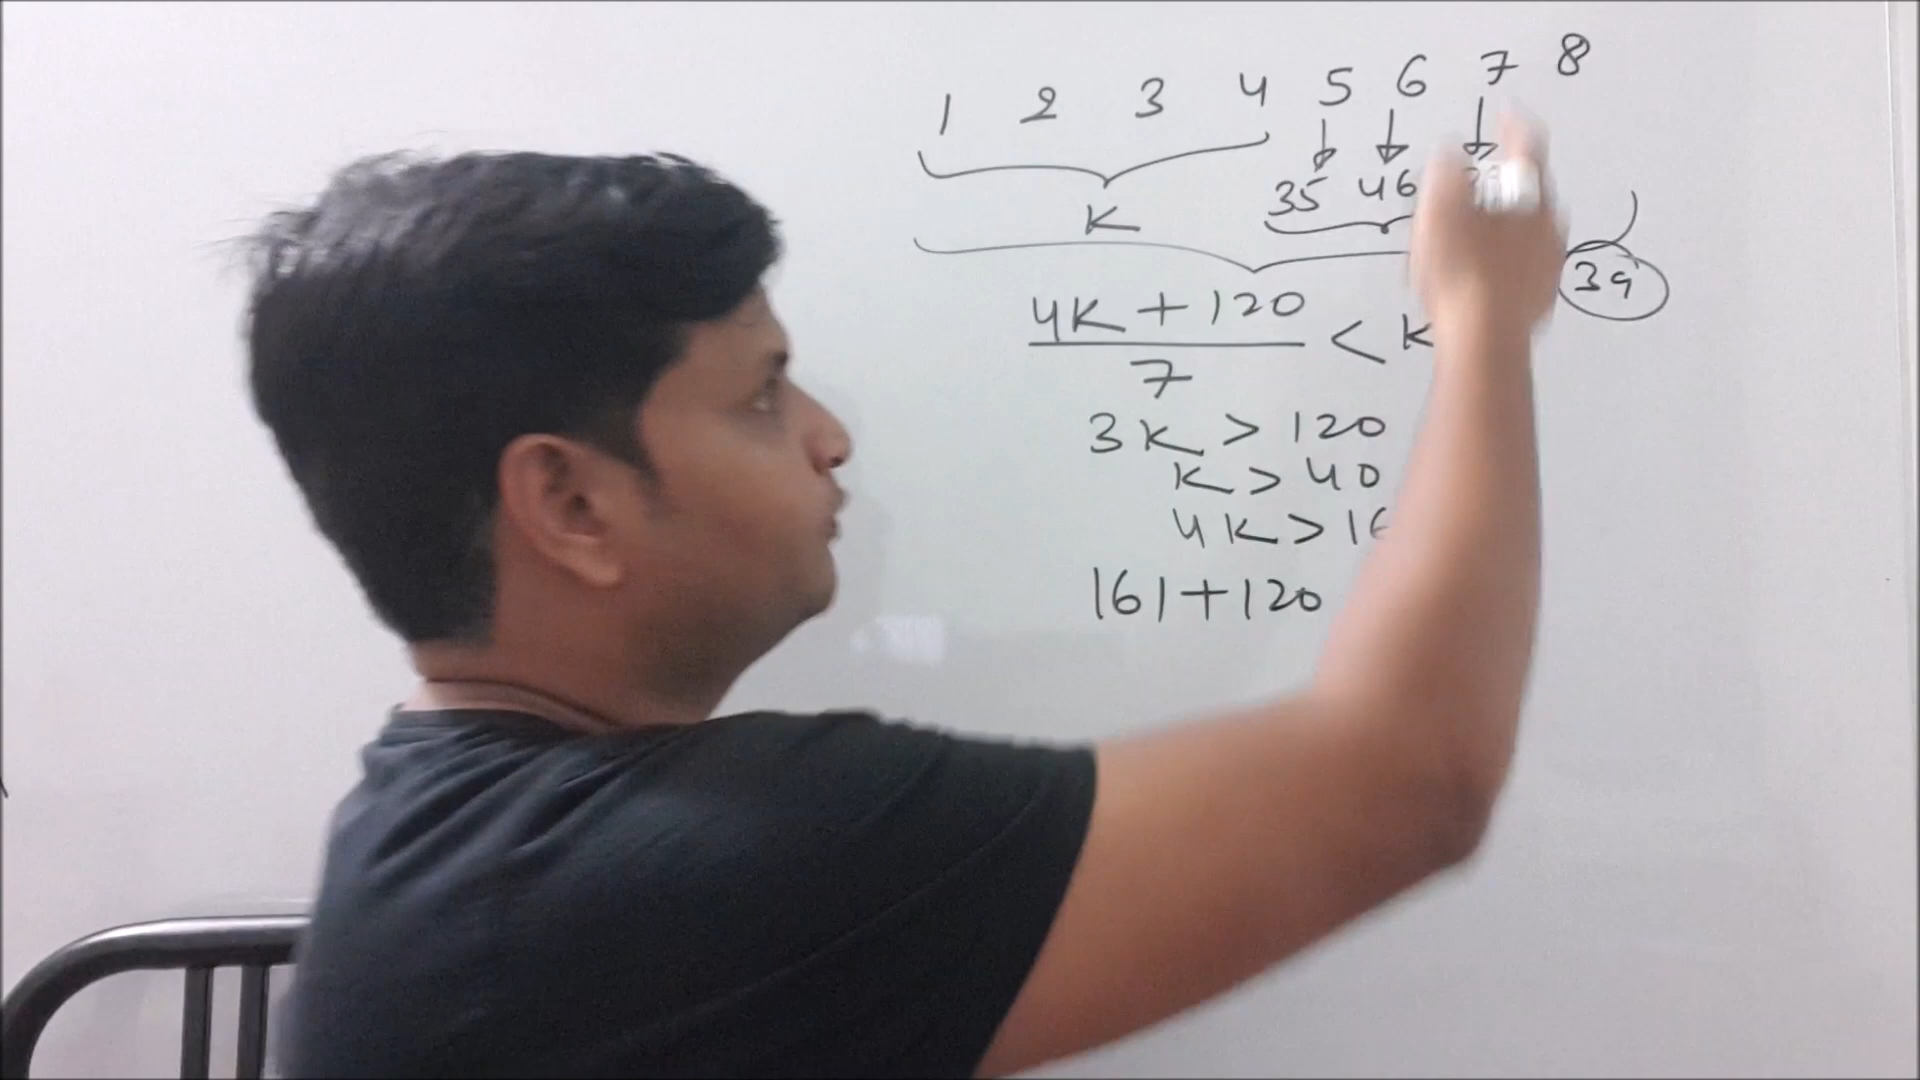 1 2 3 4 5 6 7 8
35 46
K
39
4K + 120 < K
7
3K > 120
K > 40
4K > 16
161 + 120